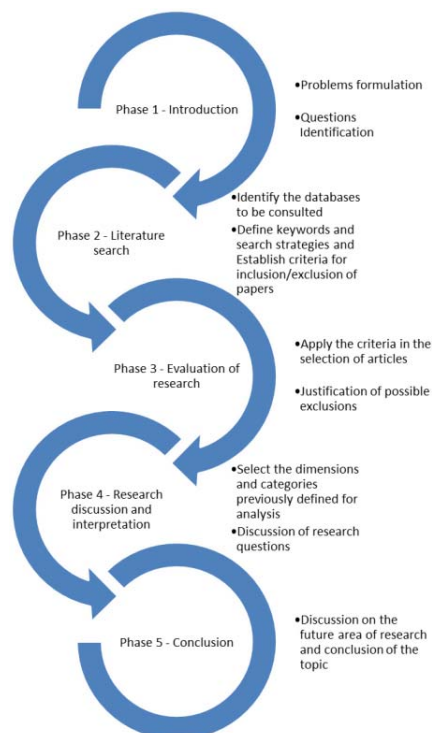 Phase 1 - Introduction
•Problems formulation
•Questions
Identification
Phase 2 - Literature
search
•Identify the databases
to be consulted
•Define keywords and
search strategies and
Establish criteria for
inclusion/exclusion of
papers
Phase 3 - Evaluation of
research
•Apply the criteria in the
selection of articles
•Justification of possible
exclusions
Phase 4 - Research
discussion and
interpretation
•Select the dimensions
and categories
previously defined for
analysis
•Discussion of research
questions
Phase 5 - Conclusion
•Discussion on the
future area of research
and conclusion of the
topic